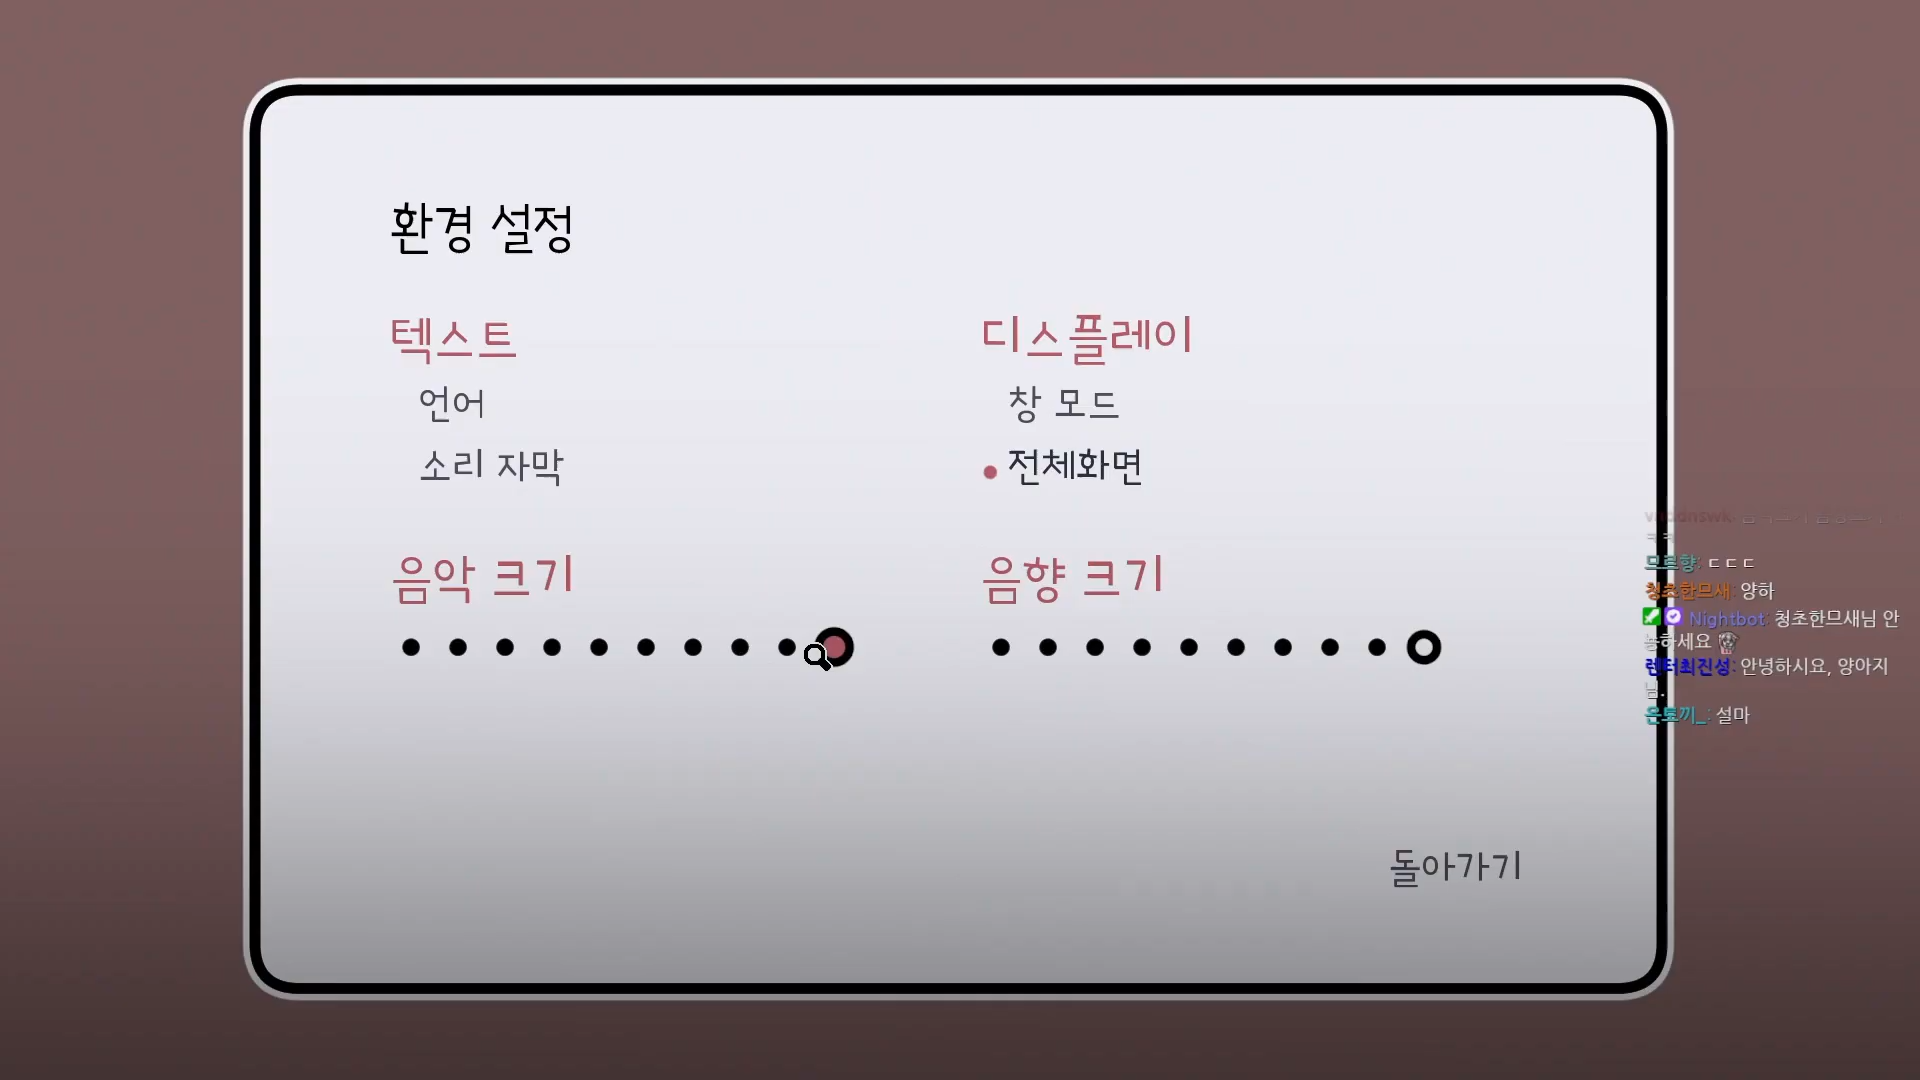 환경 설정
텍스트
언어
소리 자막
디스플레이
창 모드
전체화면
음악 크기
음향 크기
돌아가기
ㅋㅋ
므르향: ㄷㄷㄷ
청초한므새: 양하
Nightbot: 청초한므새님 안
뇽하세요
렌터최진성: 안녕하시요, 양아지
님.
은토끼_: 설마